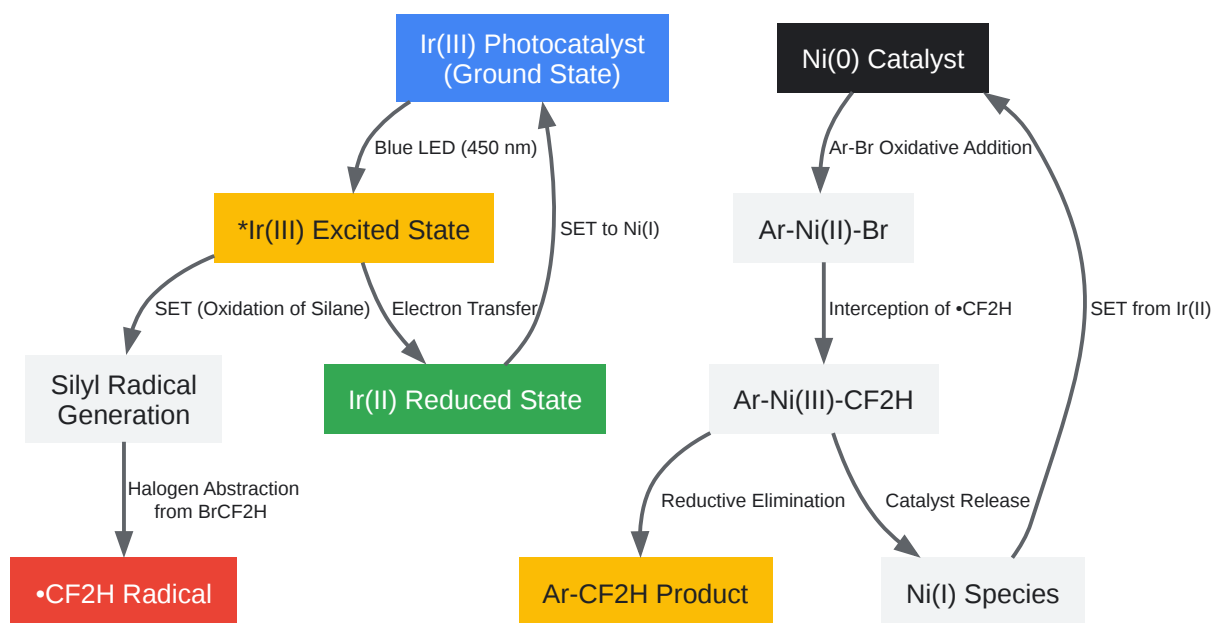 Ir(III) Photocatalyst
(Ground State)
Ni(0) Catalyst
Blue LED (450 nm)
Ar-Br Oxidative Addition
*Ir(III) Excited State
SET to Ni(I)
Ar-Ni(II)-Br
SET (Oxidation of Silane)
Electron Transfer
Interception of •CF2H
SET from Ir(II)
Silyl Radical
Generation
Ir(II) Reduced State
Ar-Ni(III)-CF2H
Halogen Abstraction
from BrCF2H
Reductive Elimination
Catalyst Release
•CF2H Radical
Ar-CF2H Product
Ni(I) Species